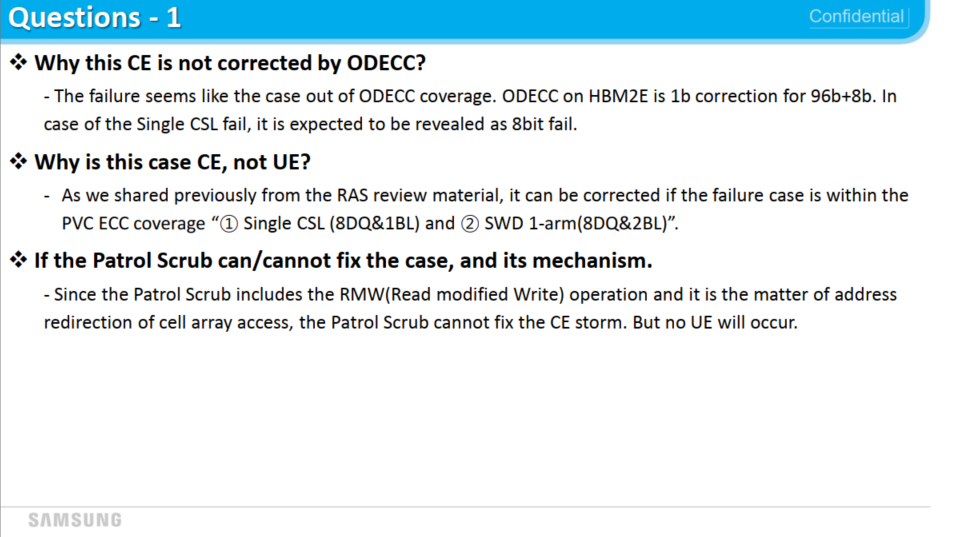 Questions - 1
Confidential
❖ Why this CE is not corrected by ODECC?
- The failure seems like the case out of ODECC coverage. ODECC on HBM2E is 1b correction for 96b+8b. In
case of the Single CSL fail, it is expected to be revealed as 8bit fail.
❖ Why is this case CE, not UE?
- As we shared previously from the RAS review material, it can be corrected if the failure case is within the
PVC ECC coverage “① Single CSL (8DQ&1BL) and ② SWD 1-arm(8DQ&2BL)”.
❖ If the Patrol Scrub can/cannot fix the case, and its mechanism.
- Since the Patrol Scrub includes the RMW(Read modified Write) operation and it is the matter of address
redirection of cell array access, the Patrol Scrub cannot fix the CE storm. But no UE will occur.
SAMSUNG